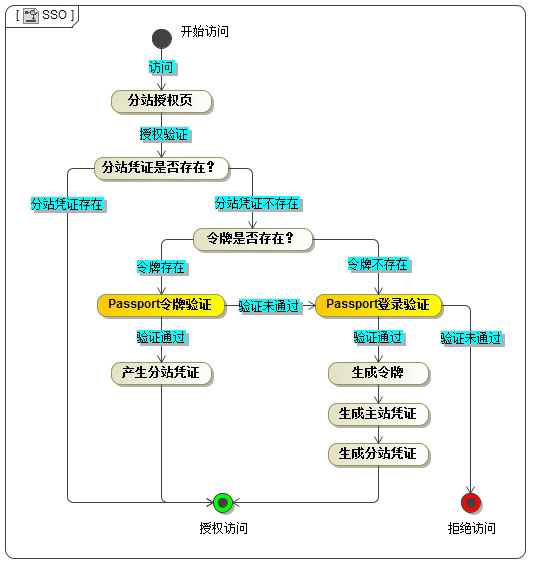 [ SSO ]
开始访问
访问
分站授权页
授权验证
分站凭证是否存在？
分站凭证存在
分站凭证不存在
令牌是否存在？
令牌存在
令牌不存在
Passport令牌验证
验证未通过
Passport登录验证
验证通过
验证通过
验证未通过
产生分站凭证
生成令牌
生成主站凭证
生成分站凭证
授权访问
拒绝访问